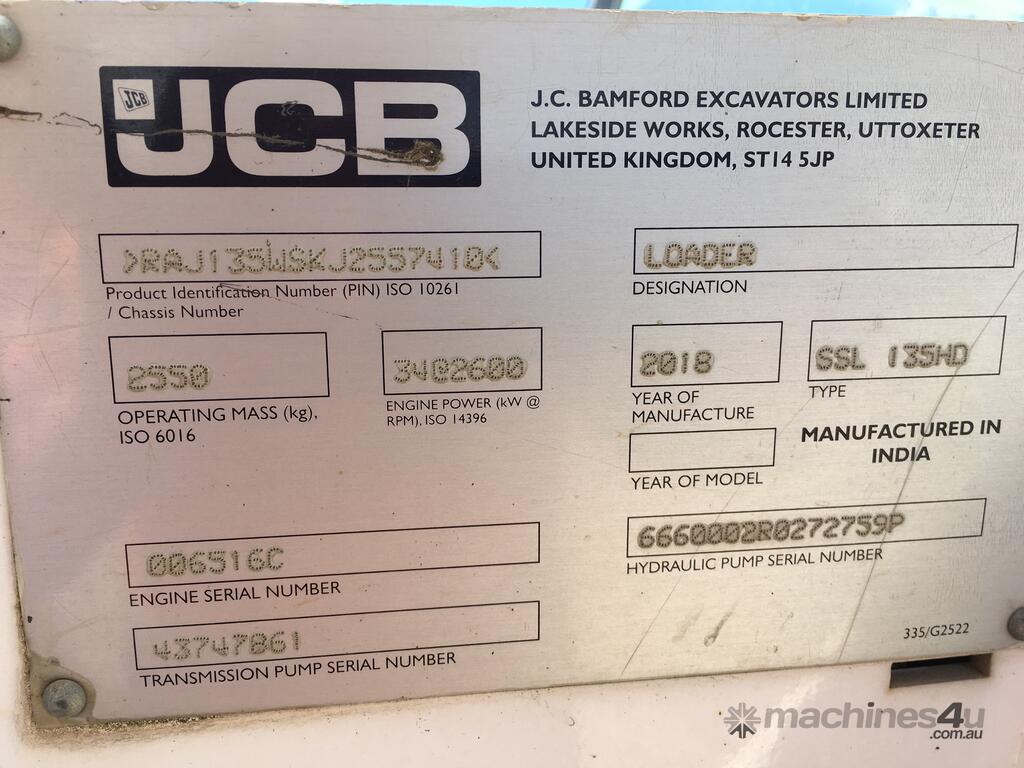 JCB
JCB
J.C. BAMFORD EXCAVATORS LIMITED
LAKESIDE WORKS, ROCESTER, UTTOXETER
UNITED KINGDOM, ST14 5JP
>RAJ135WSKJ2557410<
Product Identification Number (PIN) ISO 10261
/ Chassis Number
LOADER
DESIGNATION
2550
OPERATING MASS (kg),
ISO 6016
34@2600
ENGINE POWER (kW @
RPM), ISO 14396
2018
YEAR OF
MANUFACTURE
SSL 135HD
TYPE
YEAR OF MODEL
MANUFACTURED IN
INDIA
006516C
ENGINE SERIAL NUMBER
6660002R0272759P
HYDRAULIC PUMP SERIAL NUMBER
43747861
TRANSMISSION PUMP SERIAL NUMBER
335/G2522
machines4u
.com.au